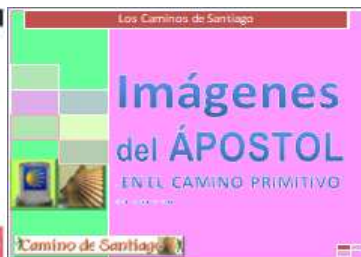 Los Caminos de Santiago
Imágenes
del ÁPOSTOL
EN EL CAMINO PRIMITIVO
Camino de Santiago